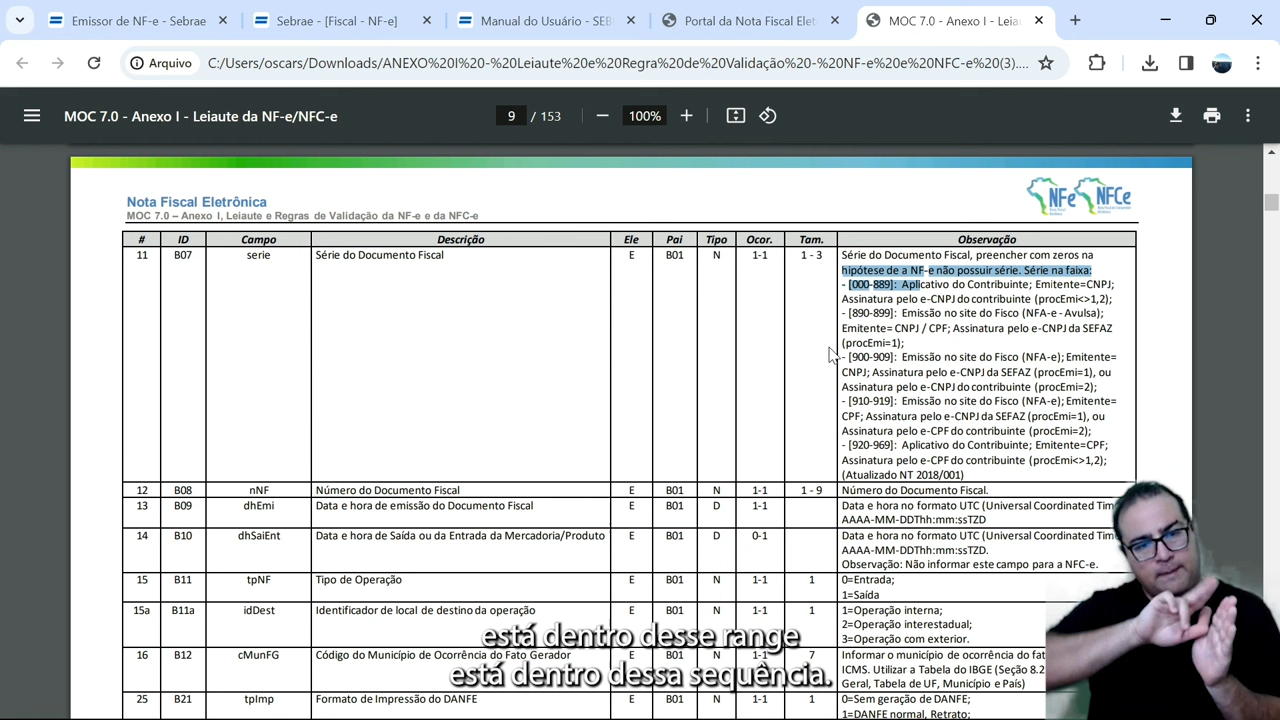 Emissor de NF-e - Sebrae
Sebrae - [Fiscal - NF-e]
Manual do Usuário - SEB
Portal da Nota Fiscal Elet
MOC 7.0 - Anexo I - Leia
Arquivo
C:/Users/oscars/Downloads/ANEXO%20I%20-%20Leiaute%20e%20Regra%20de%20Validação%20-%20NF-e%20e%20NFC-e%20(3)....
MOC 7.0 - Anexo I - Leiaute da NF-e/NFC-e
9 / 153
100%
Nota Fiscal Eletrônica
MOC 7.0 – Anexo I, Leiaute e Regras de Validação da NF-e e da NFC-e
NFe NFCe
# ID Campo Descrição Ele Pai Tipo Ocor. Tam. Observação
11 B07 serie Série do Documento Fiscal E B01 N 1-1 1 - 3 Série do Documento Fiscal, preencher com zeros na
hipótese de a NF-e não possuir série. Série na faixa:
- [000-889]: Aplicativo do Contribuinte; Emitente=CNPJ;
Assinatura pelo e-CNPJ do contribuinte (procEmi<>1,2);
- [890-899]: Emissão no site do Fisco (NFA-e - Avulsa);
Emitente= CNPJ / CPF; Assinatura pelo e-CNPJ da SEFAZ
(procEmi=1);
- [900-909]: Emissão no site do Fisco (NFA-e); Emitente=
CNPJ; Assinatura pelo e-CNPJ da SEFAZ (procEmi=1), ou
Assinatura pelo e-CNPJ do contribuinte (procEmi=2);
- [910-919]: Emissão no site do Fisco (NFA-e); Emitente=
CPF; Assinatura pelo e-CNPJ da SEFAZ (procEmi=1), ou
Assinatura pelo e-CPF do contribuinte (procEmi=2);
- [920-969]: Aplicativo do Contribuinte; Emitente=CPF;
Assinatura pelo e-CPF do contribuinte (procEmi<>1,2);
(Atualizado NT 2018/001)
12 B08 nNF Número do Documento Fiscal E B01 N 1-1 1 - 9 Número do Documento Fiscal.
13 B09 dhEmi Data e hora de emissão do Documento Fiscal E B01 D 1-1 Data e hora no formato UTC (Universal Coordinated Tim
AAAA-MM-DDThh:mm:ssTZD
14 B10 dhSaiEnt Data e hora de Saída ou da Entrada da Mercadoria/Produto E B01 D 0-1 Data e hora no formato UTC (Universal Coordinated Tim
AAAA-MM-DDThh:mm:ssTZD.
Observação: Não informar este campo para a NFC-e.
15 B11 tpNF Tipo de Operação E B01 N 1-1 1 0=Entrada;
1=Saída
15a B11a idDest Identificador de local de destino da operação E B01 N 1-1 1 1=Operação interna;
2=Operação interestadual;
3=Operação com exterior.
16 B12 cMunFG Código do Município de Ocorrência do Fato Gerador E B01 N 1-1 7 Informar o município de ocorrência do fat
ICMS. Utilizar a Tabela do IBGE (Seção 8.2
Geral, Tabela de UF, Município e País)
25 B21 tpImp Formato de Impressão do DANFE E B01 N 1-1 1 0=Sem geração de DANFE;
1=DANFE normal, Retrato;
está dentro desse range
está dentro dessa sequência.